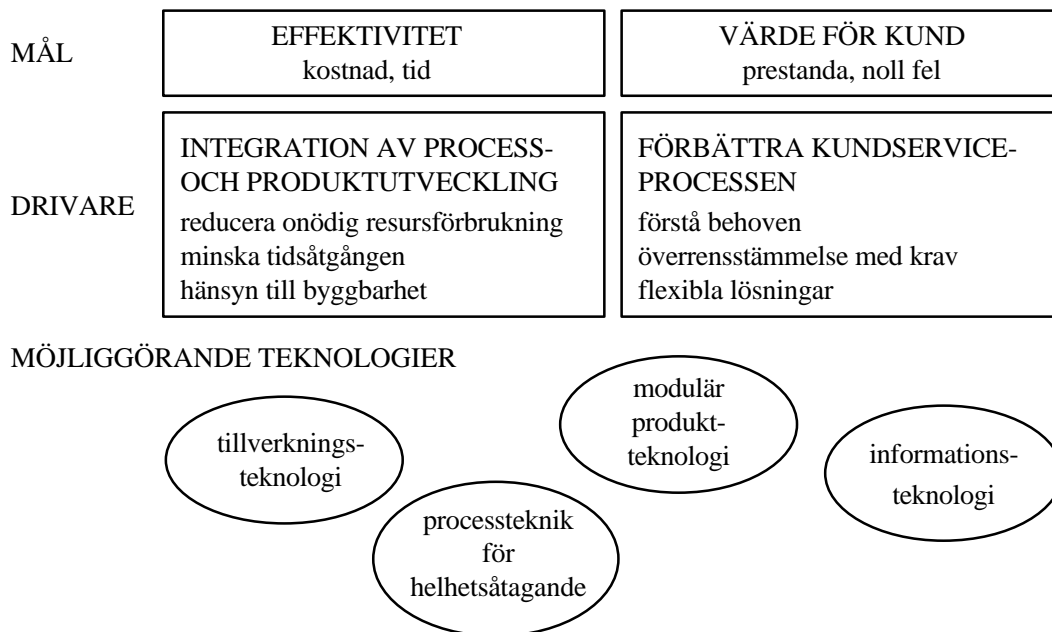 MÅL
EFFEKTIVITET
kostnad, tid
VÄRDE FÖR KUND
prestanda, noll fel
DRIVARE
INTEGRATION AV PROCESS-
OCH PRODUKTUTVECKLING
reducera onödig resursförbrukning
minska tidsåtgången
hänsyn till byggbarhet
FÖRBÄTTRA KUNDSERVICE-
PROCESSEN
förstå behoven
överrensstämmelse med krav
flexibla lösningar
MÖJLIGGÖRANDE TEKNOLOGIER
tillverknings-
teknologi
processteknik
för
helhetsåtagande
modulär
produkt-
teknologi
informations-
teknologi